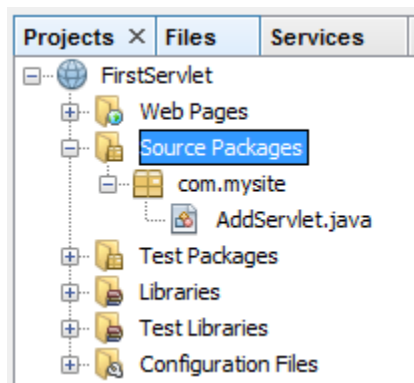 Projects × Files Services
FirstServlet
Web Pages
Source Packages
com.mysite
AddServlet.java
Test Packages
Libraries
Test Libraries
Configuration Files